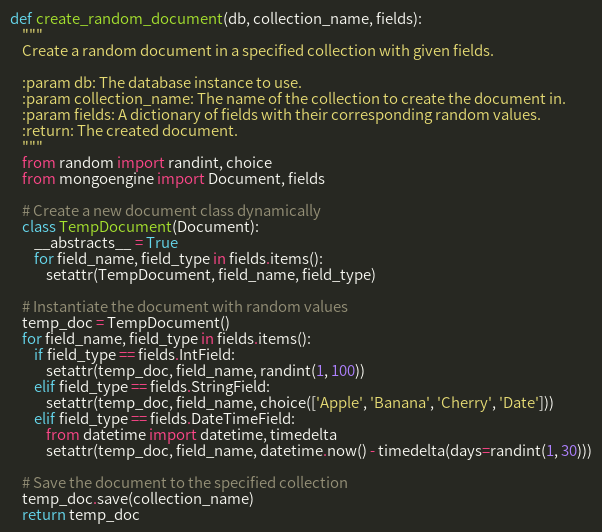 def create_random_document(db, collection_name, fields):
    """
    Create a random document in a specified collection with given fields.

    :param db: The database instance to use.
    :param collection_name: The name of the collection to create the document in.
    :param fields: A dictionary of fields with their corresponding random values.
    :return: The created document.
    """
    from random import randint, choice
    from mongoengine import Document, fields

    # Create a new document class dynamically
    class TempDocument(Document):
        __abstracts__ = True
        for field_name, field_type in fields.items():
            setattr(TempDocument, field_name, field_type)

    # Instantiate the document with random values
    temp_doc = TempDocument()
    for field_name, field_type in fields.items():
        if field_type == fields.IntField:
            setattr(temp_doc, field_name, randint(1, 100))
        elif field_type == fields.StringField:
            setattr(temp_doc, field_name, choice(['Apple', 'Banana', 'Cherry', 'Date']))
        elif field_type == fields.DateTimeField:
            from datetime import datetime, timedelta
            setattr(temp_doc, field_name, datetime.now() - timedelta(days=randint(1, 30)))

    # Save the document to the specified collection
    temp_doc.save(collection_name)
    return temp_doc